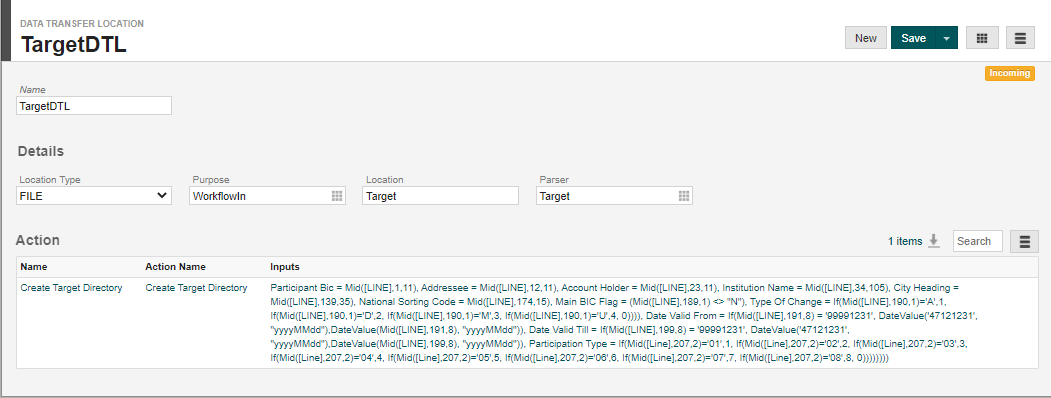 DATA TRANSFER LOCATION
TargetDTL
New
Save
Incoming
Name
TargetDTL
Details
Location Type
Purpose
Location
Parser
FILE
WorkflowIn
Target
Target
Action
1 items
Search
Name
Action Name
Inputs
Create Target Directory
Create Target Directory
Participant Bic = Mid([LINE],1,11), Addressee = Mid([LINE],12,11), Account Holder = Mid([LINE],23,11), Institution Name = Mid([LINE],34,105), City Heading =
Mid([LINE],139,35), National Sorting Code = Mid([LINE].174,15), Main BIC Flag = (Mid([LINE],189,1) <> "N"), Type Of Change = If(Mid([LINE],190,1)='A',1,
If(Mid([LINE],190,1)='D',2, If(Mid([LINE],190,1)='M',3, If(Mid([LINE],190,1)='U',4, 0)))), Date Valid From = If(Mid([LINE],191,8) = '99991231', DateValue('47121231',
"yyyyMMdd"),DateValue(Mid([LINE],191,8), "yyyyMMdd")), Date Valid Till = If(Mid([LINE],199,8) = '99991231', DateValue('47121231',
"yyyyMMdd"),DateValue(Mid([LINE],199,8), "yyyyMMdd")), Participation Type = If(Mid([Line],207,2)='01',1, If(Mid([Line],207,2)='02',2, If(Mid([Line],207,2)='03',3,
If(Mid([Line],207,2)='04',4, If(Mid([Line],207,2)='05',5, If(Mid([Line],207,2)='06',6, If(Mid([Line],207,2)='07',7, If(Mid([Line],207,2)='08',8, 0))))))))